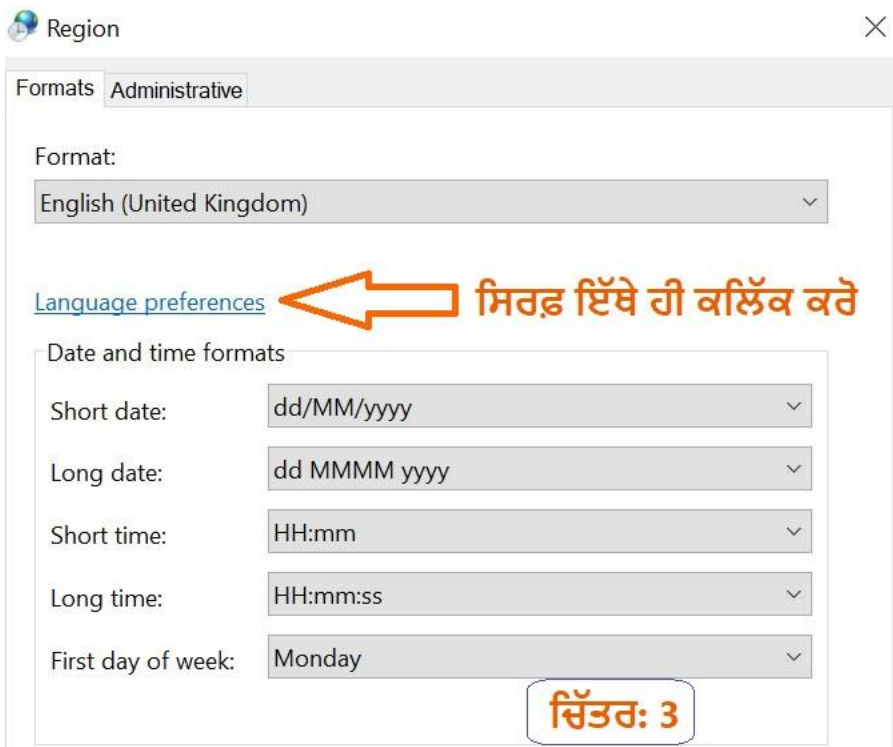 Region
Formats Administrative
Format:
English (United Kingdom)
Language preferences ਸਿਰਫ਼ ਇੱਥੇ ਹੀ ਕਲਿੱਕ ਕਰੋ
Date and time formats
Short date: dd/MM/yyyy
Long date: dd MMMM yyyy
Short time: HH:mm
Long time: HH:mm:ss
First day of week: Monday
ਚਿੱਤਰ: 3